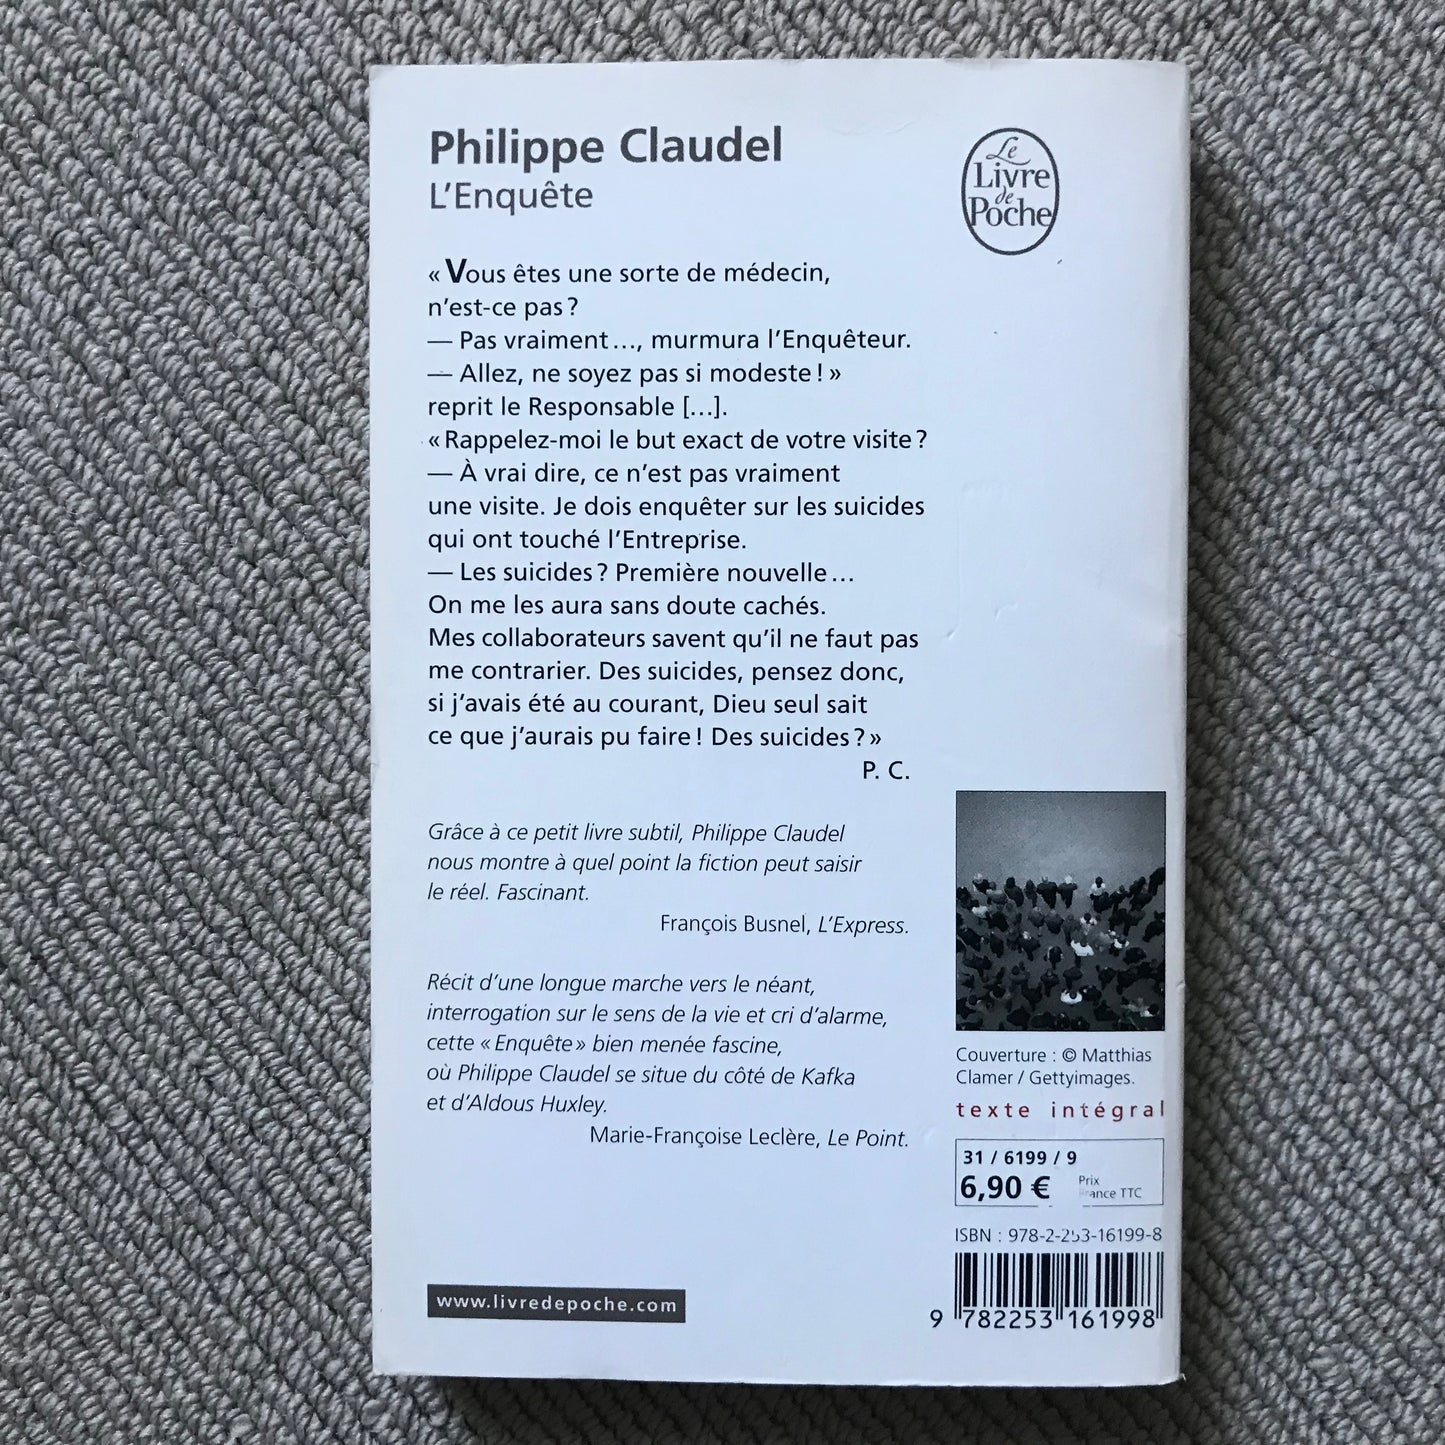 Philippe Claudel
L'Enquête
Le
Livre
de
Poche
« Vous êtes une sorte de médecin,
n'est-ce pas ?
— Pas vraiment…, murmura l'Enquêteur.
— Allez, ne soyez pas si modeste ! »
reprit le Responsable […].
« Rappelez-moi le but exact de votre visite ?
— À vrai dire, ce n'est pas vraiment
une visite. Je dois enquêter sur les suicides
qui ont touché l'Entreprise.
— Les suicides ? Première nouvelle…
On me les aura sans doute cachés.
Mes collaborateurs savent qu'il ne faut pas
me contrarier. Des suicides, pensez donc,
si j'avais été au courant, Dieu seul sait
ce que j'aurais pu faire ! Des suicides ? »
P. C.
Grâce à ce petit livre subtil, Philippe Claudel
nous montre à quel point la fiction peut saisir
le réel. Fascinant.
François Busnel, L'Express.
Récit d'une longue marche vers le néant,
interrogation sur le sens de la vie et cri d'alarme,
cette « Enquête » bien menée fascine,
où Philippe Claudel se situe du côté de Kafka
et d'Aldous Huxley.
Marie-Françoise Leclère, Le Point.
www.livredepoche.com
Couverture : © Matthias
Clamer / Gettyimages.
texte intégral
31 / 6199 / 9
6,90 €
Prix
France TTC
ISBN : 978-2-253-16199-8
9 782253 161998